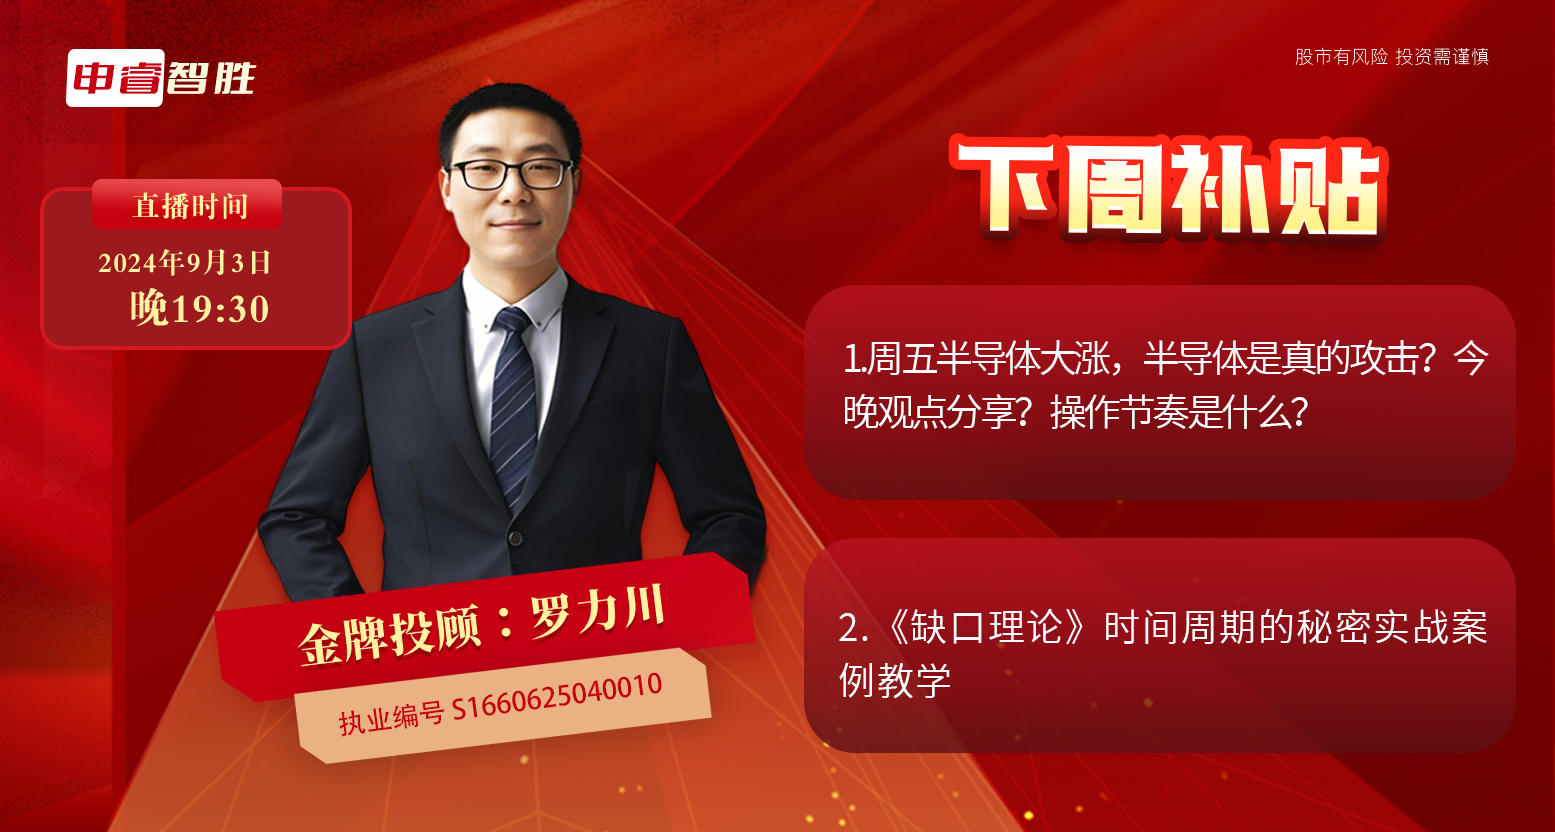 申睿智胜
股市有风险 投资需谨慎
直播时间
2024年9月3日
晚19:30
下周补贴
1.周五半导体大涨，半导体是真的攻击？今
晚观点分享？操作节奏是什么？
2.《缺口理论》时间周期的秘密实战案
例教学
金牌投顾：罗力川
执业编号 S1660625040010